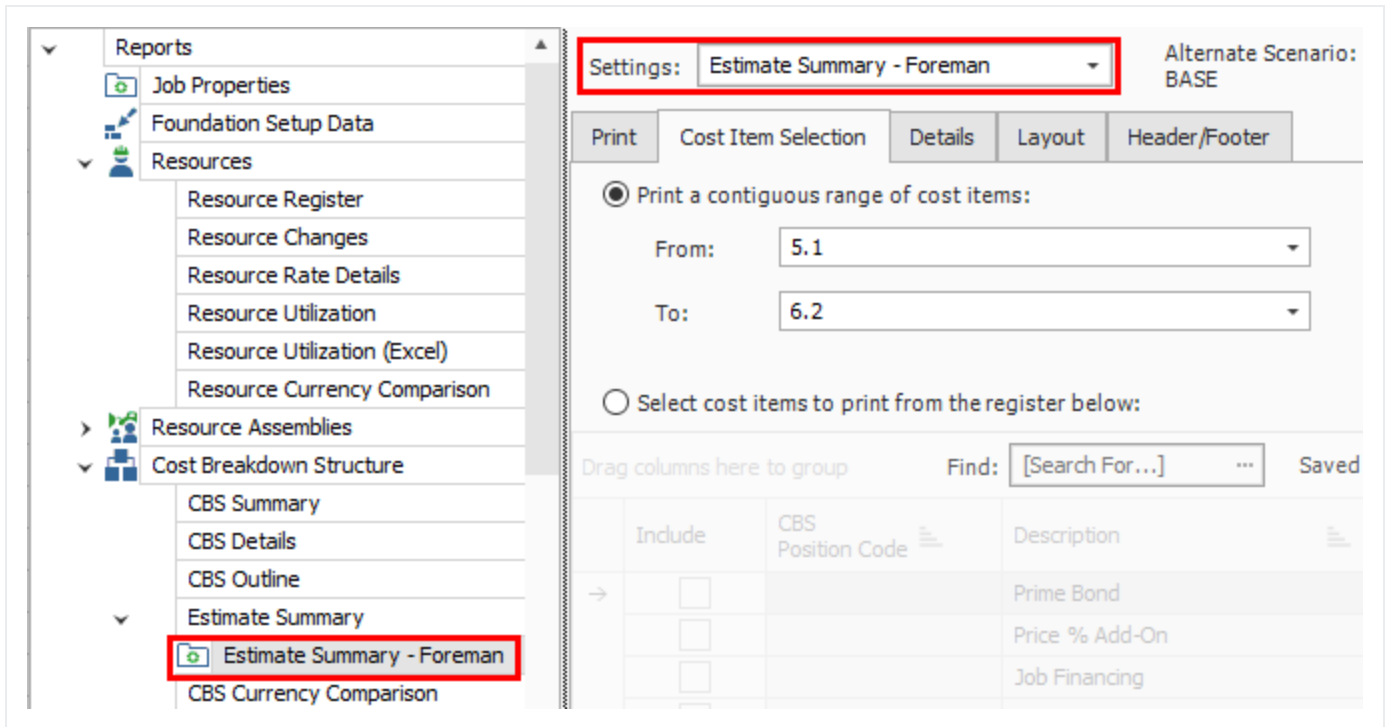 Reports
Job Properties
Foundation Setup Data
Resources
Resource Register
Resource Changes
Resource Rate Details
Resource Utilization
Resource Utilization (Excel)
Resource Currency Comparison
Resource Assemblies
Cost Breakdown Structure
CBS Summary
CBS Details
CBS Outline
Estimate Summary
Estimate Summary - Foreman
CBS Currency Comparison
Settings: Estimate Summary - Foreman
Alternate Scenario:
BASE
Print Cost Item Selection Details Layout Header/Footer
Print a contiguous range of cost items:
From: 5.1
To: 6.2
Select cost items to print from the register below:
Drag columns here to group Find: [Search For...] ... Saved
Include CBS Position Code Description
Prime Bond
Price % Add-On
Job Financing